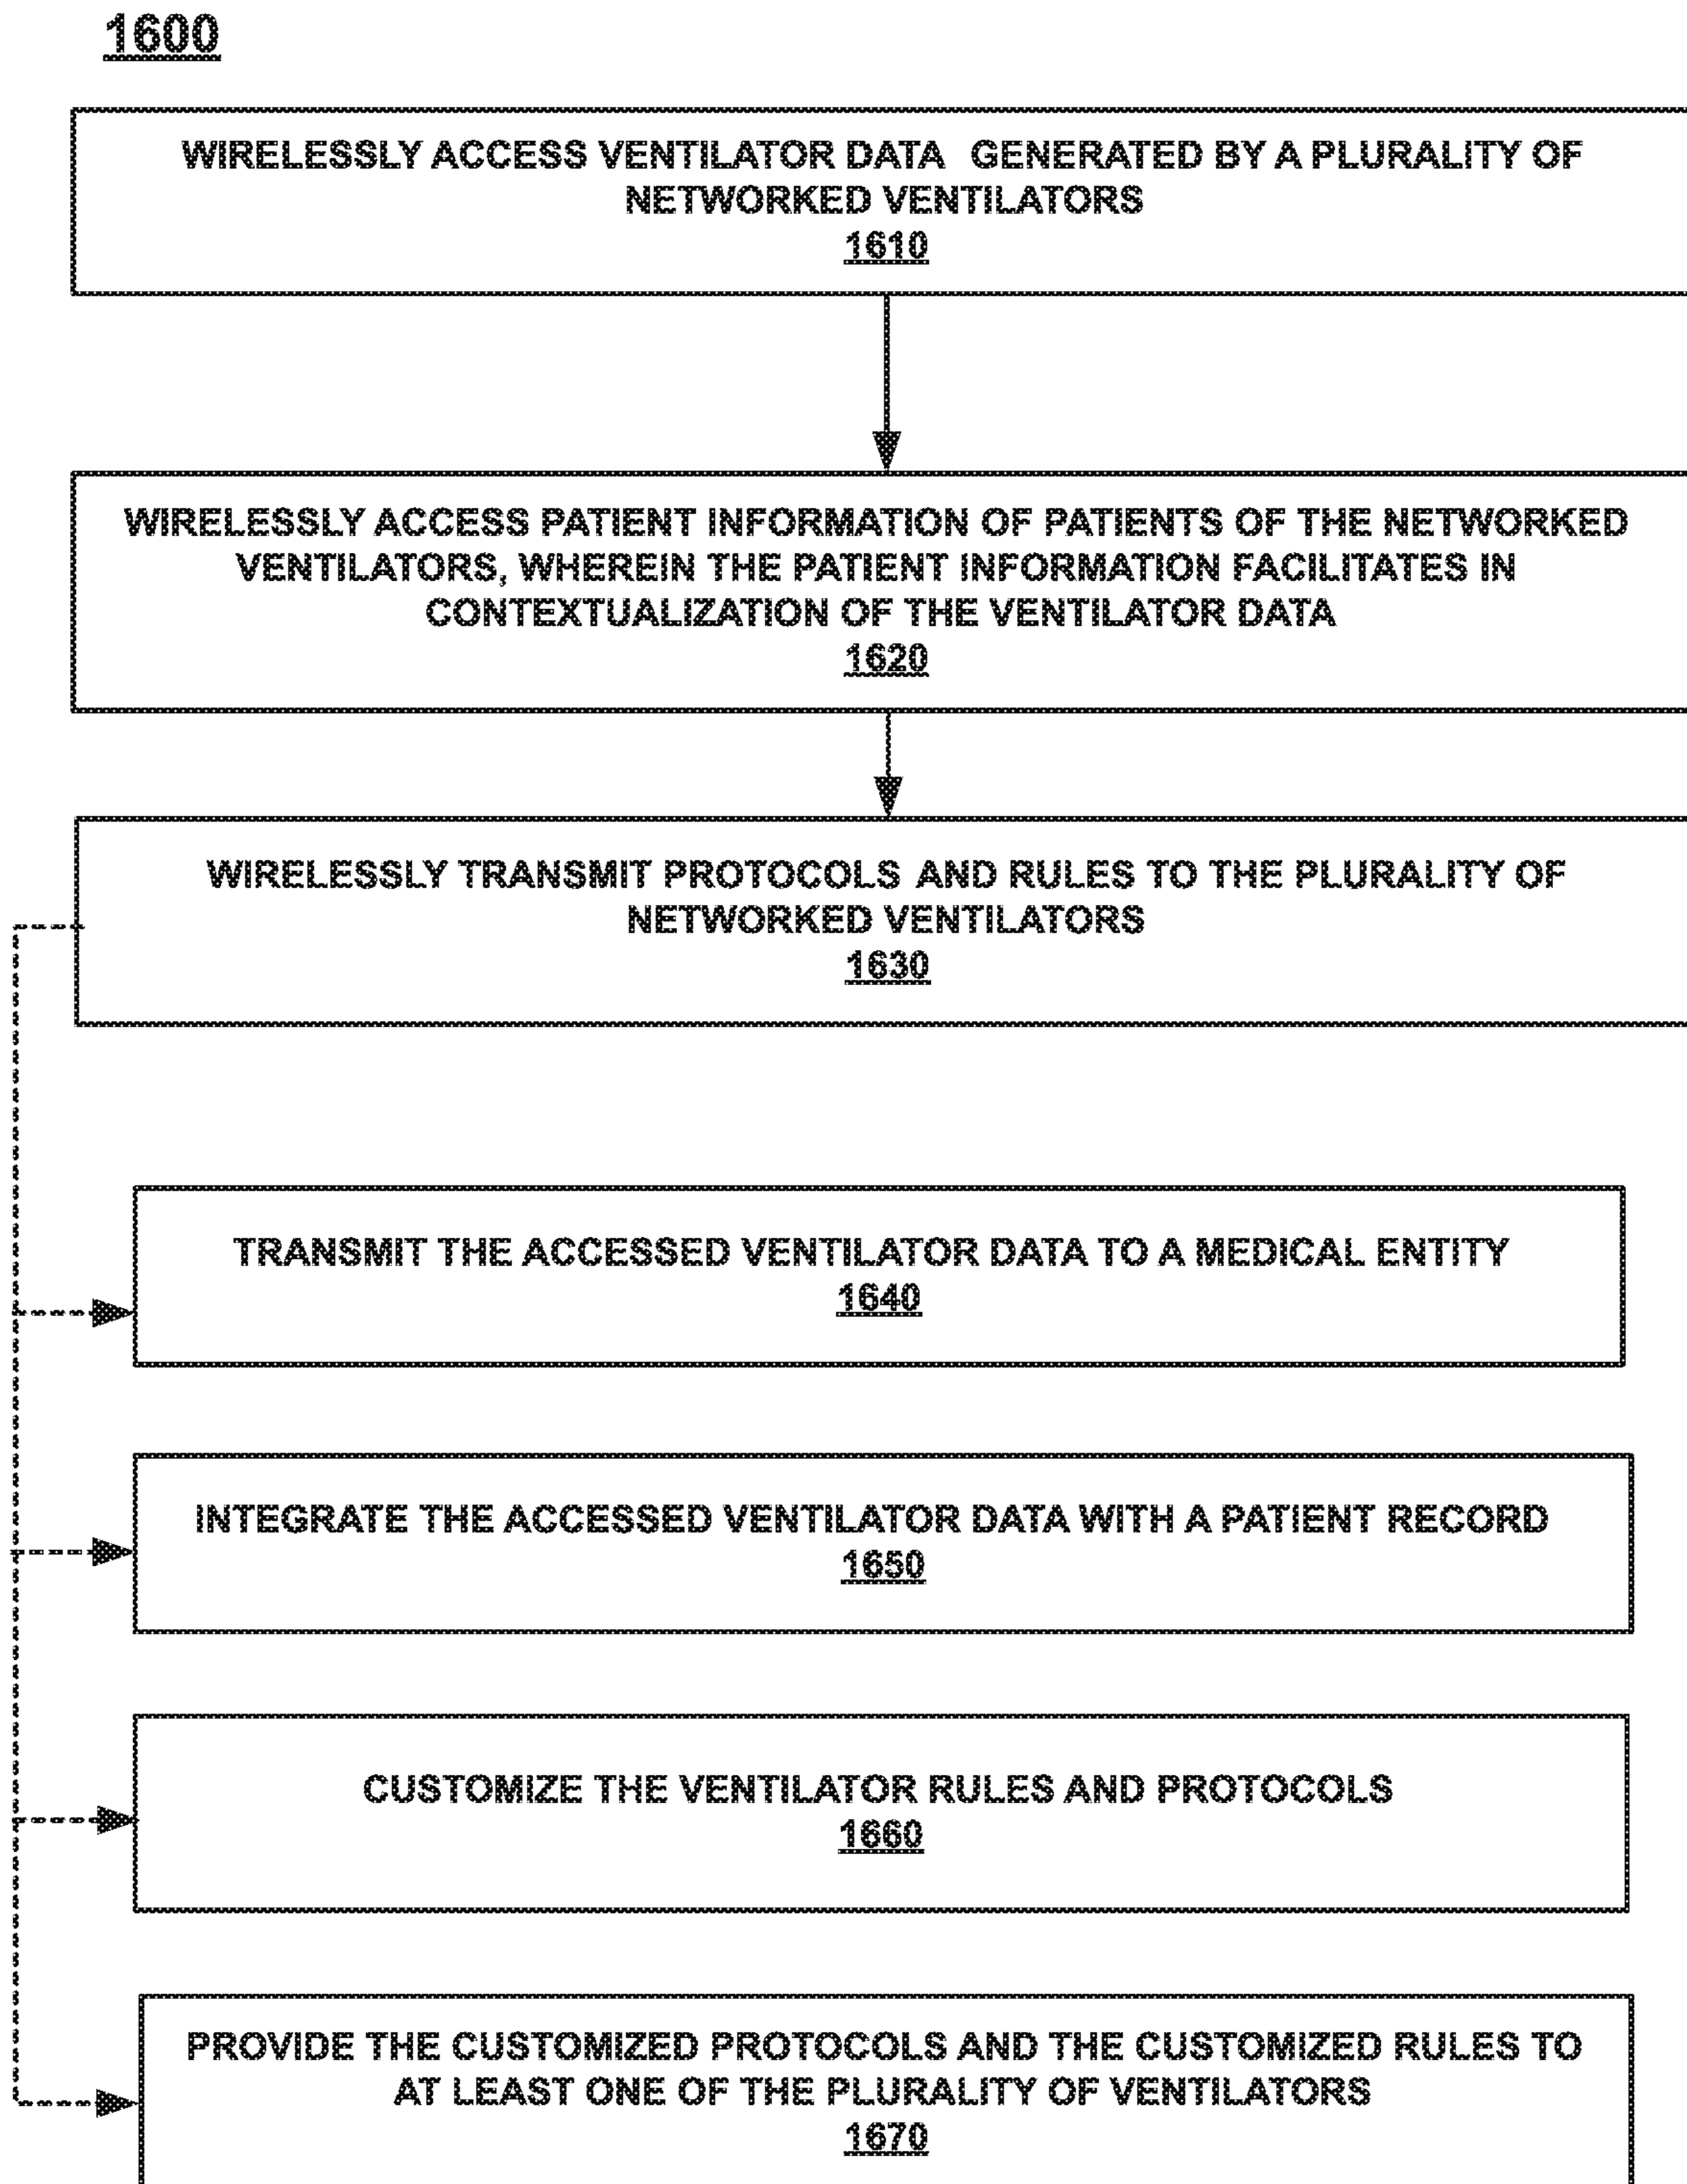 1600
WIRELESSLY ACCESS VENTILATOR DATA GENERATED BY A PLURALITY OF
NETWORKED VENTILATORS
1610
WIRELESSLY ACCESS PATIENT INFORMATION OF PATIENTS OF THE NETWORKED
VENTILATORS, WHEREIN THE PATIENT INFORMATION FACILITATES IN
CONTEXTUALIZATION OF THE VENTILATOR DATA
1620
WIRELESSLY TRANSMIT PROTOCOLS AND RULES TO THE PLURALITY OF
NETWORKED VENTILATORS
1630
TRANSMIT THE ACCESSED VENTILATOR DATA TO A MEDICAL ENTITY
1640
INTEGRATE THE ACCESSED VENTILATOR DATA WITH A PATIENT RECORD
1650
CUSTOMIZE THE VENTILATOR RULES AND PROTOCOLS
1660
PROVIDE THE CUSTOMIZED PROTOCOLS AND THE CUSTOMIZED RULES TO
AT LEAST ONE OF THE PLURALITY OF VENTILATORS
1670